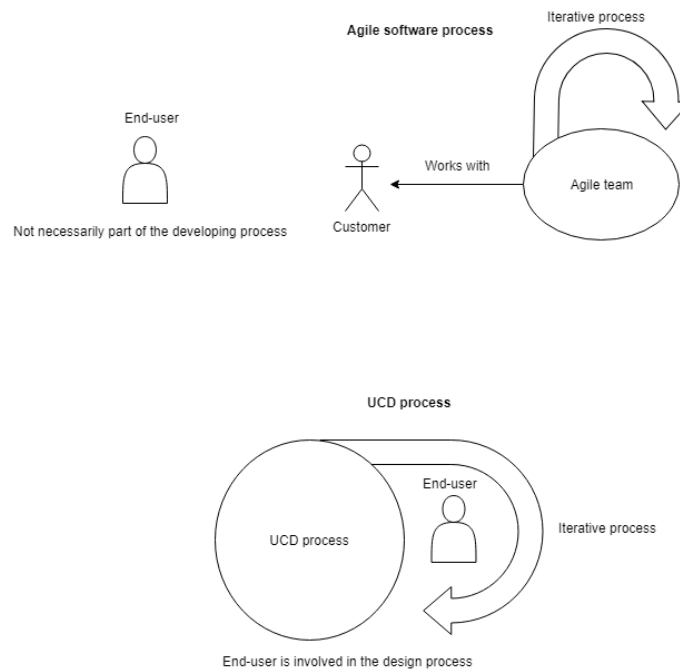 Iterative process
Agile software process
End-user
Works with
Agile team
Customer
Not necessarily part of the developing process
UCD process
End-user
UCD process
Iterative process
End-user is involved in the design process